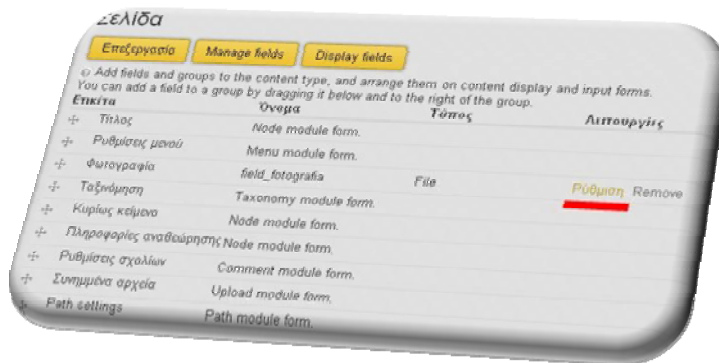 Σελίδα
Επεξεργασία Manage fields Display fields
Add fields and groups to the content type, and arrange them on content display and input forms.
You can add a field to a group by dragging it below and to the right of the group.
Ετικέτα Όνομα Τύπος Λειτουργίες
Τίτλος Node module form.
Ρυθμίσεις μενού Menu module form.
Φωτογραφία field_fotografia File Ρύθμιση Remove
Ταξινόμηση Taxonomy module form.
Κυρίως κείμενο Node module form.
Πληροφορίες αναθεώρησης Node module form.
Ρυθμίσεις σχολίων Comment module form.
Συνημμένα αρχεία Upload module form.
Path settings Path module form.